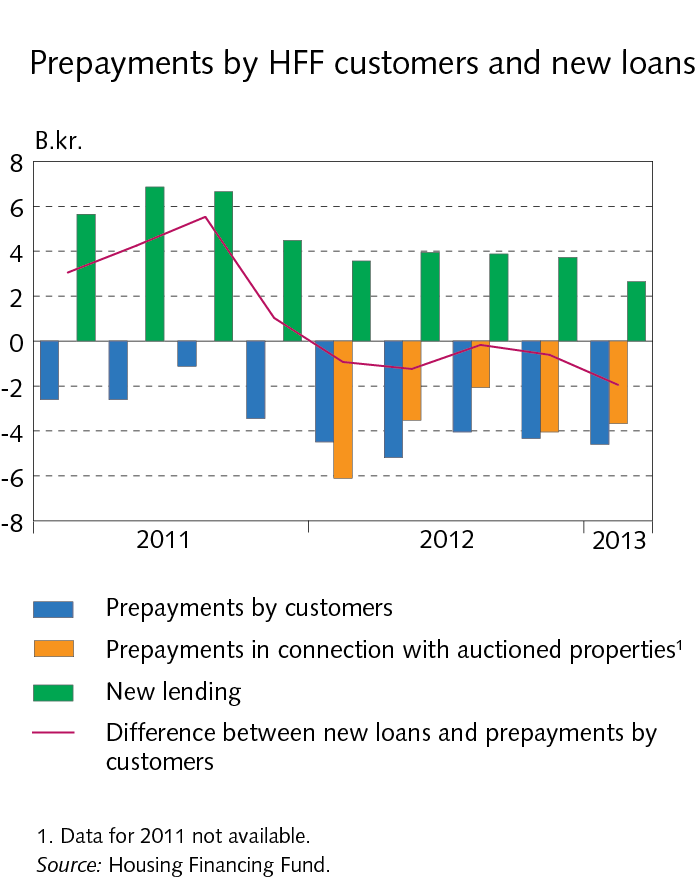 Prepayments by HFF customers and new loans
B.kr.
8
6
4
2
0
-2
-4
-6
-8
2011 2012 2013
Prepayments by customers
Prepayments in connection with auctioned properties¹
New lending
Difference between new loans and prepayments by
customers
1. Data for 2011 not available.
Source: Housing Financing Fund.